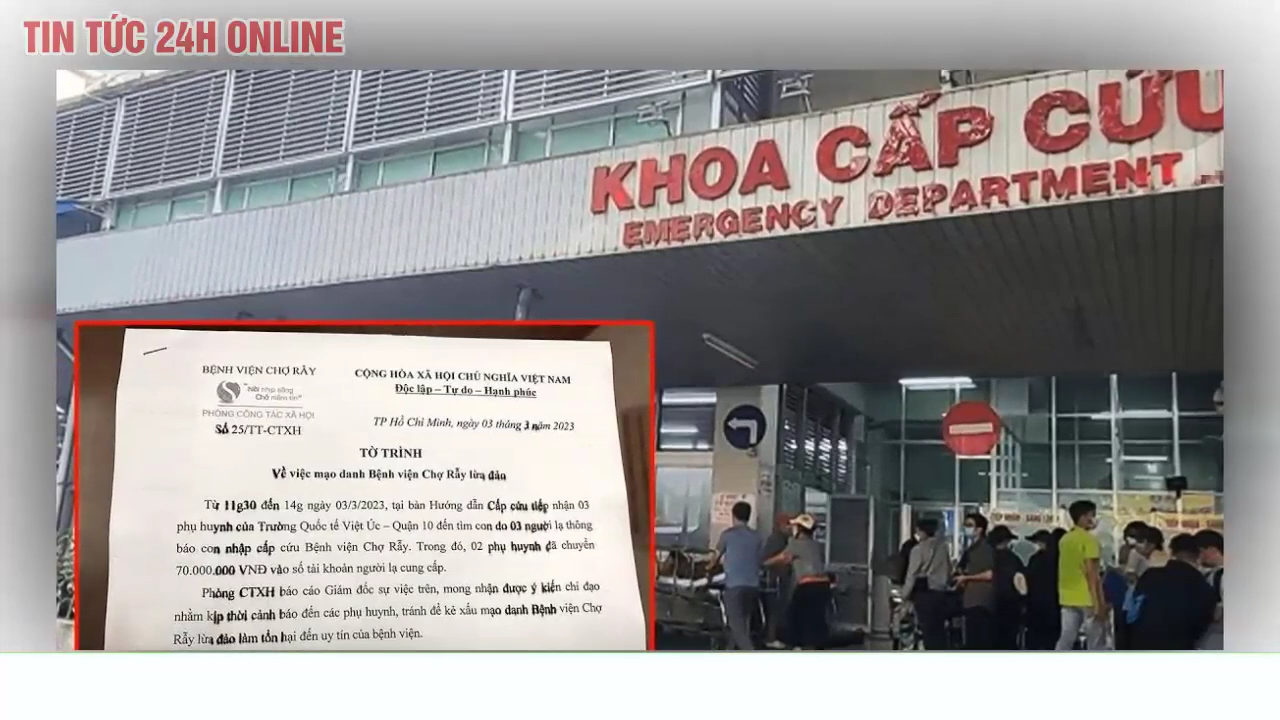 TIN TỨC 24H ONLINE
KHOA CẤP CỨU
EMERGENCY DEPARTMENT
BỆNH VIỆN CHỢ RẪY
CỘNG HÒA XÃ HỘI CHỦ NGHĨA VIỆT NAM
Độc lập – Tự do – Hạnh phúc
PHÒNG CÔNG TÁC XÃ HỘI
Số 25/TT-CTXH
TP Hồ Chí Minh, ngày 03 tháng 3 năm 2023
TỜ TRÌNH
Về việc mạo danh Bệnh viện Chợ Rẫy lừa đảo
Từ 11g30 đến 14g ngày 03/3/2023, tại bàn Hướng dẫn Cấp cứu tiếp nhận 03
phụ huynh của Trường Quốc tế Việt Úc – Quận 10 đến tìm con do 03 người lạ thông
báo con nhập cấp cứu Bệnh viện Chợ Rẫy. Trong đó, 02 phụ huynh đã chuyển
70.000.000 VNĐ vào số tài khoản người lạ cung cấp.
Phòng CTXH báo cáo Giám đốc sự việc trên, mong nhận được ý kiến chỉ đạo
nhằm kịp thời cảnh báo đến các phụ huynh, tránh để kẻ xấu mạo danh Bệnh viện Chợ
Rẫy lừa đảo làm tổn hại đến uy tín của bệnh viện.